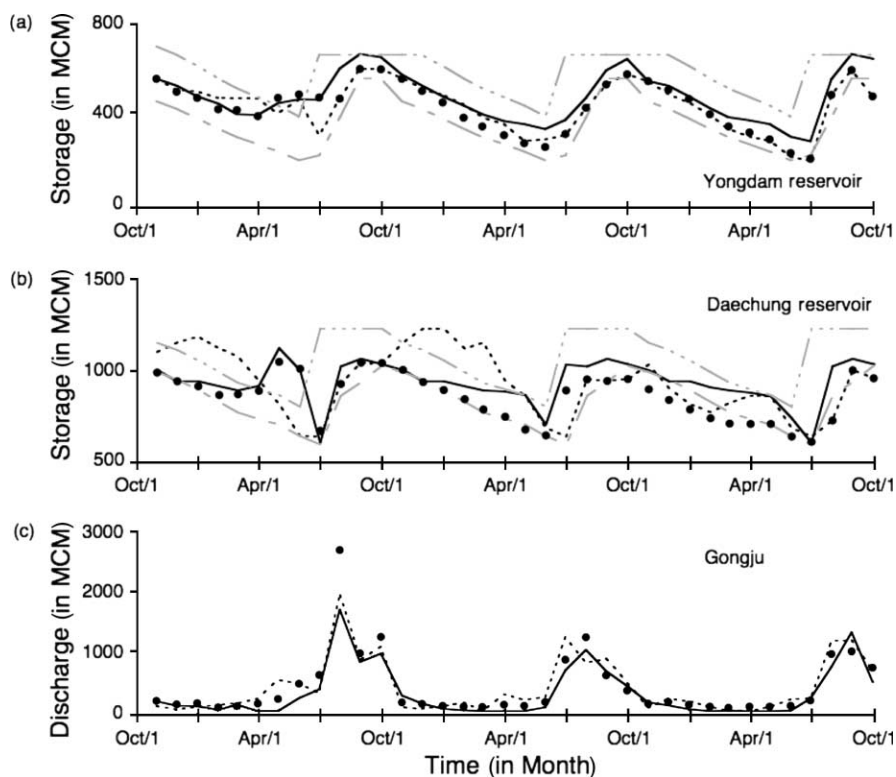 (a)
Storage (in MCM)
800
400
0
Oct/1 Apr/1 Oct/1 Apr/1 Oct/1 Apr/1 Oct/1
Yongdam reservoir
(b)
Storage (in MCM)
1500
1000
500
Oct/1 Apr/1 Oct/1 Apr/1 Oct/1 Apr/1 Oct/1
Daechung reservoir
(c)
Discharge (in MCM)
3000
2000
1000
0
Oct/1 Apr/1 Oct/1 Apr/1 Oct/1 Apr/1 Oct/1
Gongju
Time (in Month)